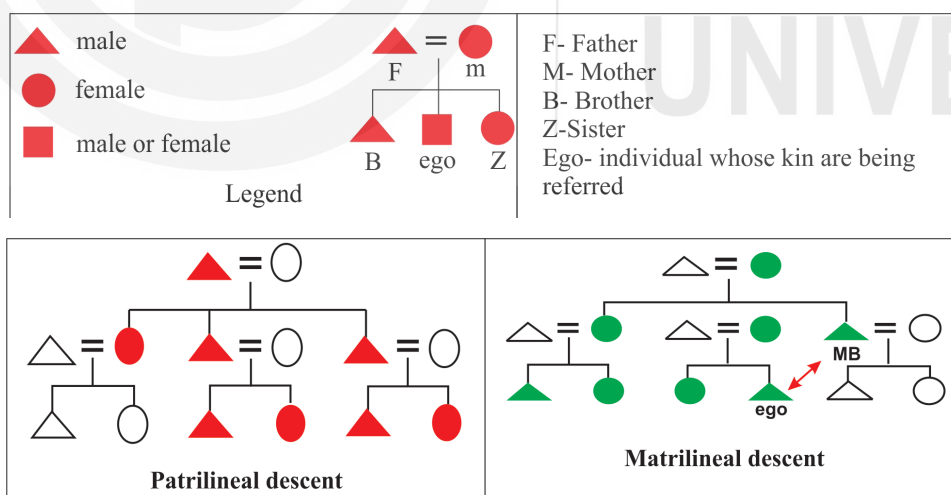 male
female
male or female
F
=
m
B
ego
Z
Legend
UNIVE
F- Father
M- Mother
B- Brother
Z-Sister
Ego- individual whose kin are being
referred
=
= = =
Patrilineal descent
=
= = =
MB
ego
Matrilineal descent